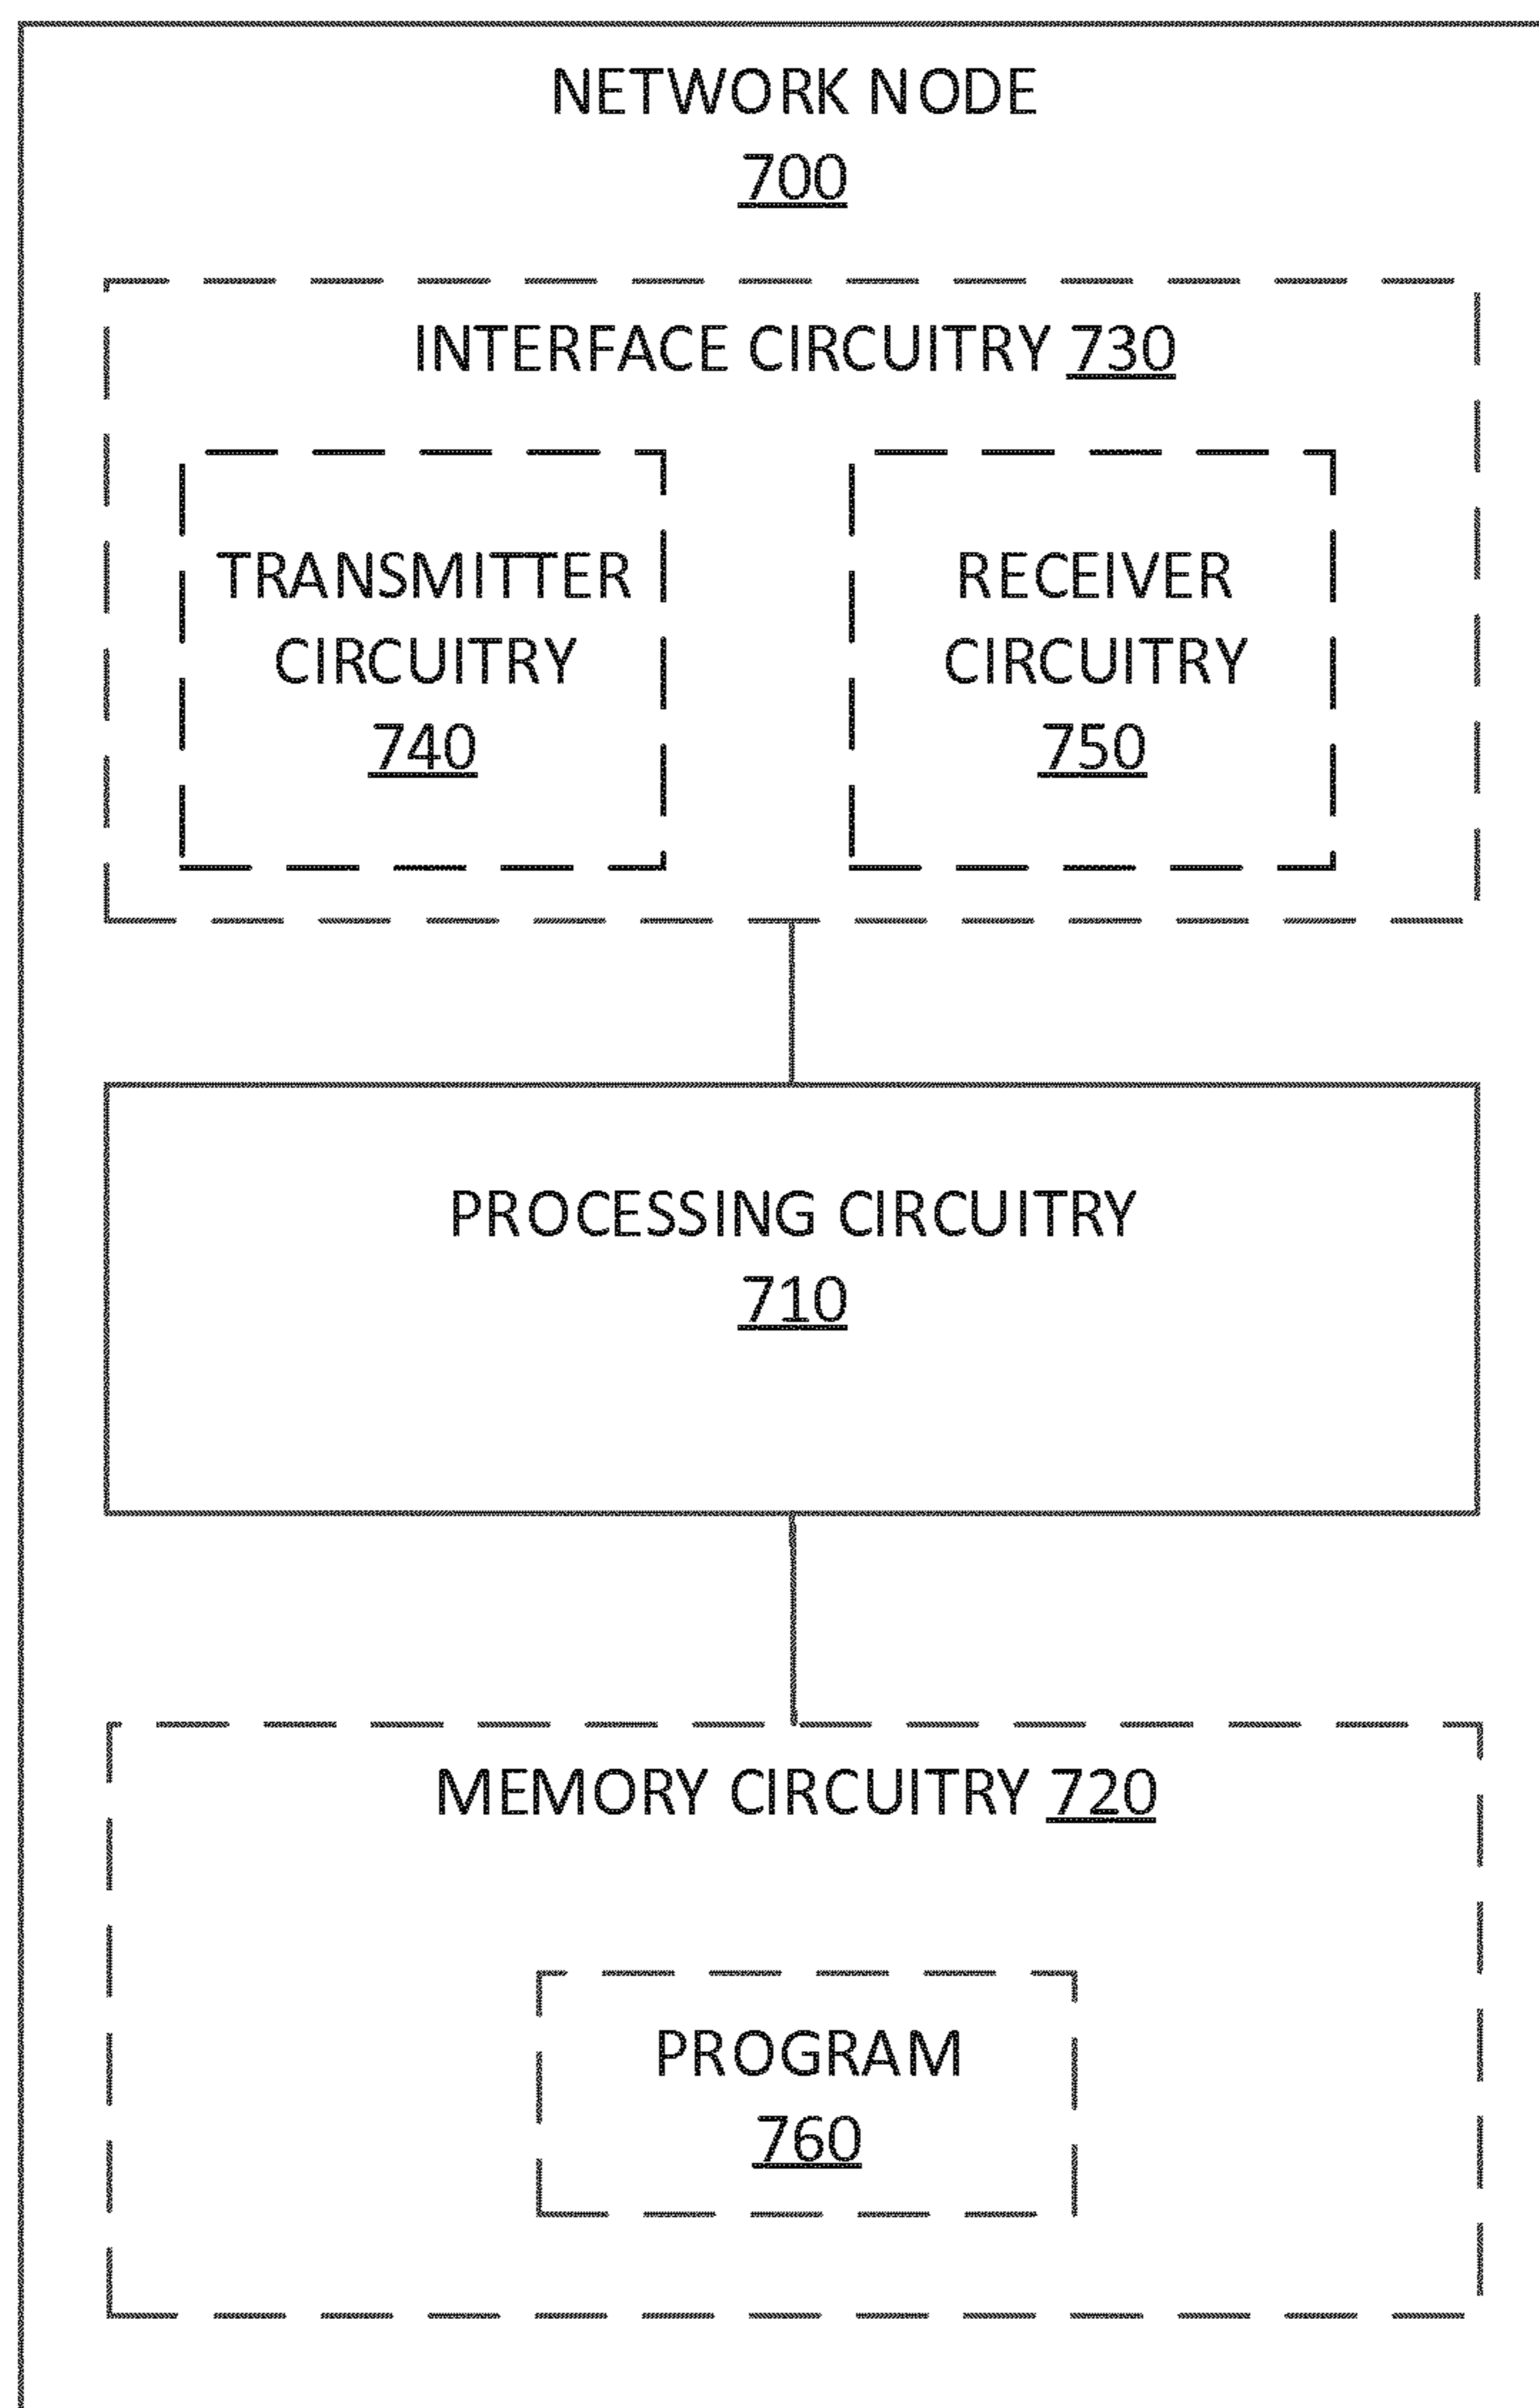 NETWORK NODE
700
INTERFACE CIRCUITRY 730
TRANSMITTER
CIRCUITRY
740
RECEIVER
CIRCUITRY
750
PROCESSING CIRCUITRY
710
MEMORY CIRCUITRY 720
PROGRAM
760